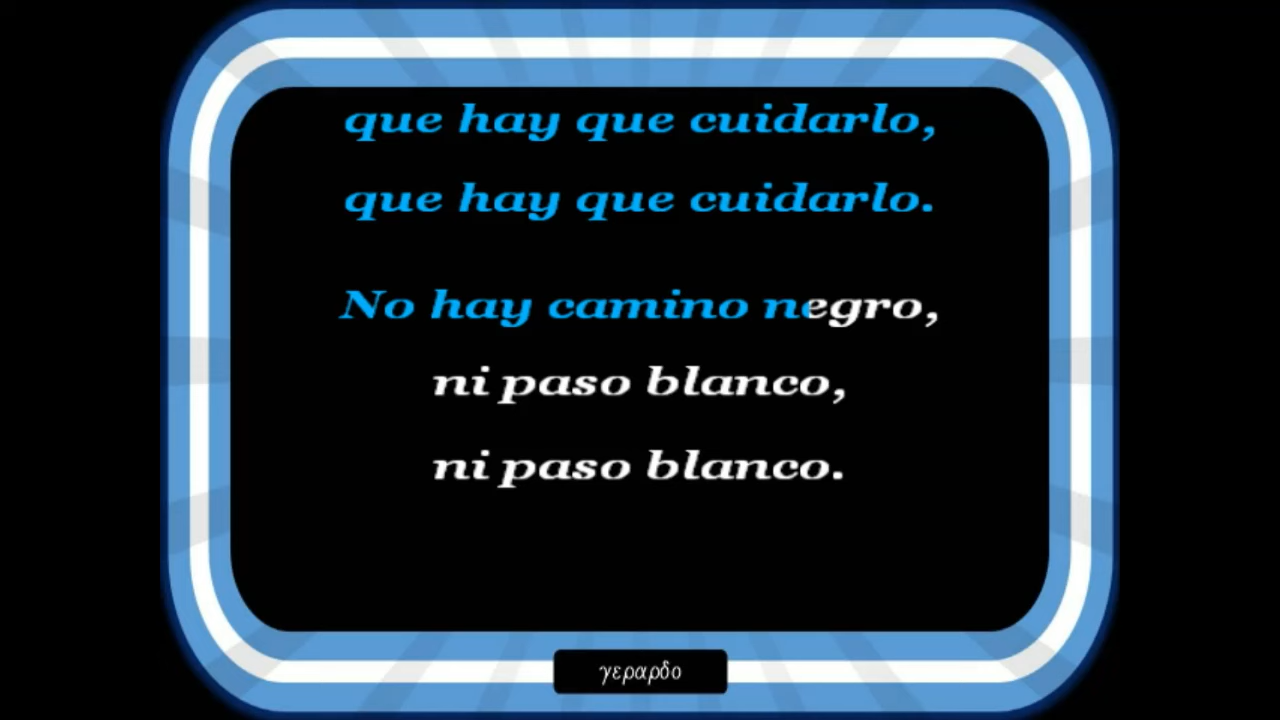 que hay que cuidarlo,
que hay que cuidarlo.
No hay camino negro,
ni paso blanco,
ni paso blanco.
γεραρδο